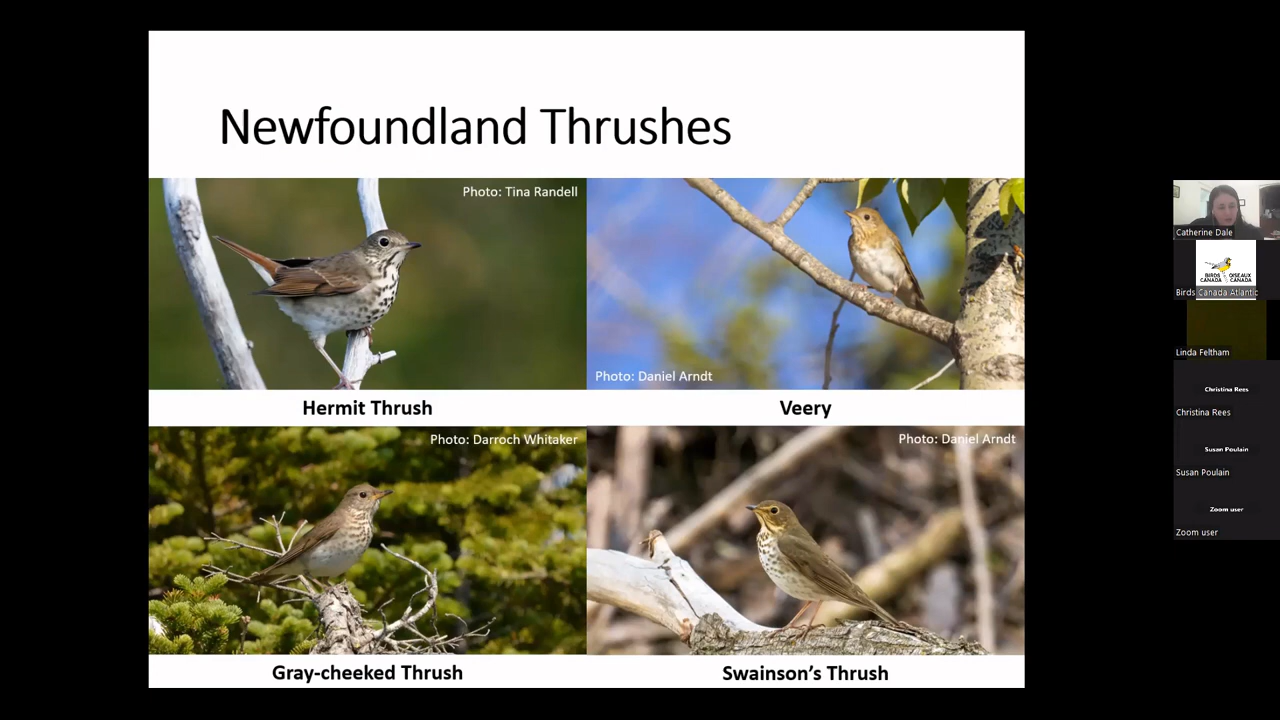 Newfoundland Thrushes
Photo: Tina Randell
Photo: Daniel Arndt
Hermit Thrush
Veery
Photo: Darroch Whitaker
Photo: Daniel Arndt
Gray-cheeked Thrush
Swainson's Thrush
Catherine Dale
BIRDS OISEAUX
CANADA CANADA
Birds Canada Atlantic
Linda Feltham
Christina Rees
Christina Rees
Susan Poulain
Susan Poulain
Zoom user
Zoom user